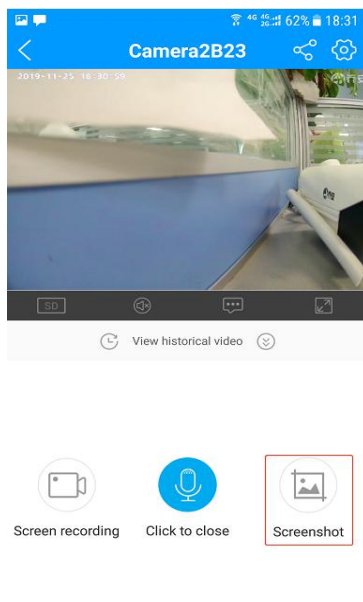 4G 4G 62% 18:31
Camera2B23
2019-11-25 18:30:59
SD
View historical video
Screen recording
Click to close
Screenshot